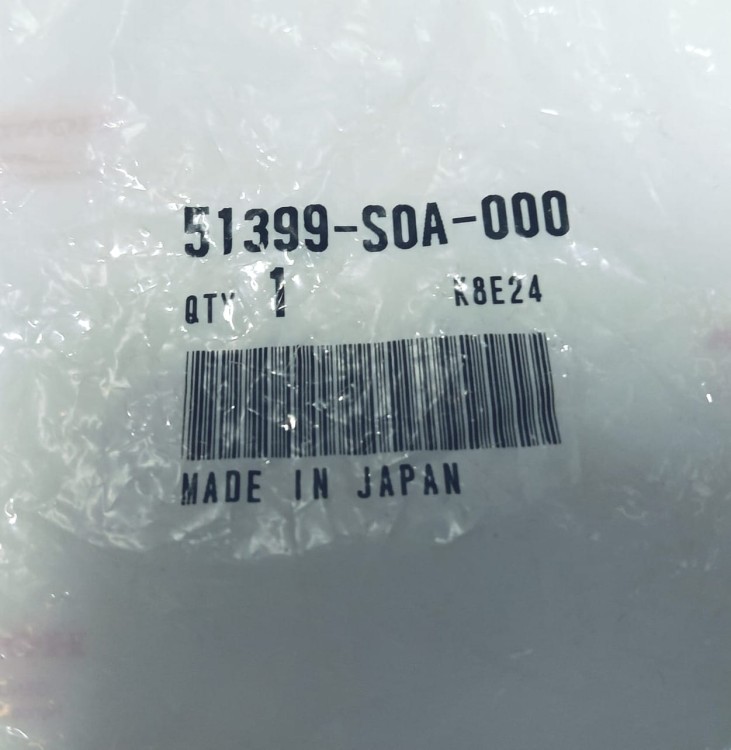 51399-S0A-000
QTY 1 K8E24
MADE IN JAPAN